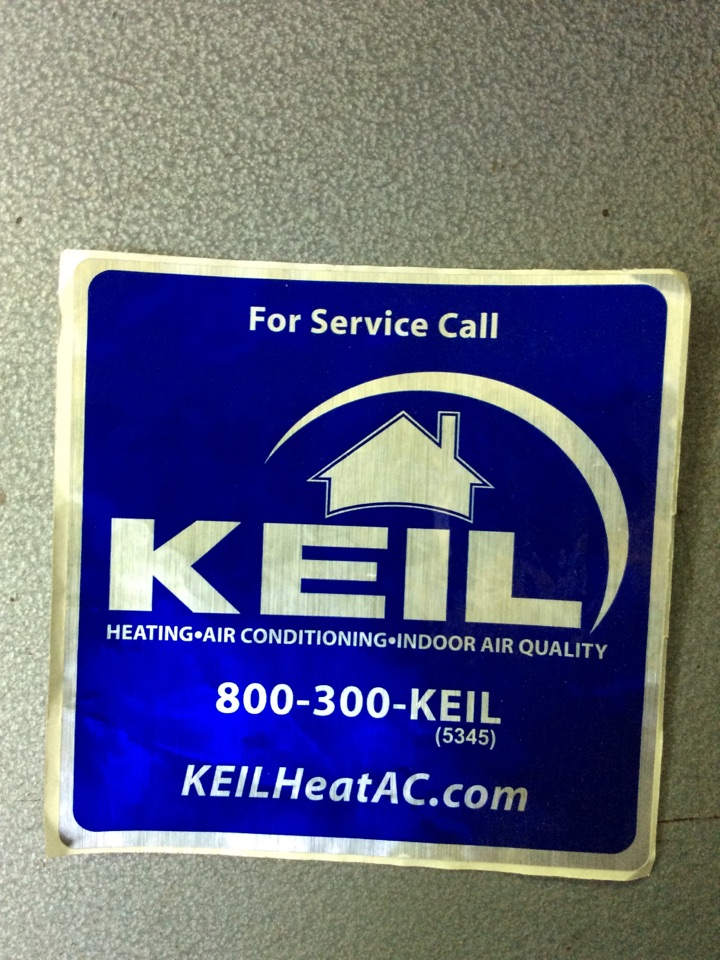 For Service Call
KEIL
HEATING•AIR CONDITIONING•INDOOR AIR QUALITY
800-300-KEIL
(5345)
KEILHeatAC.com